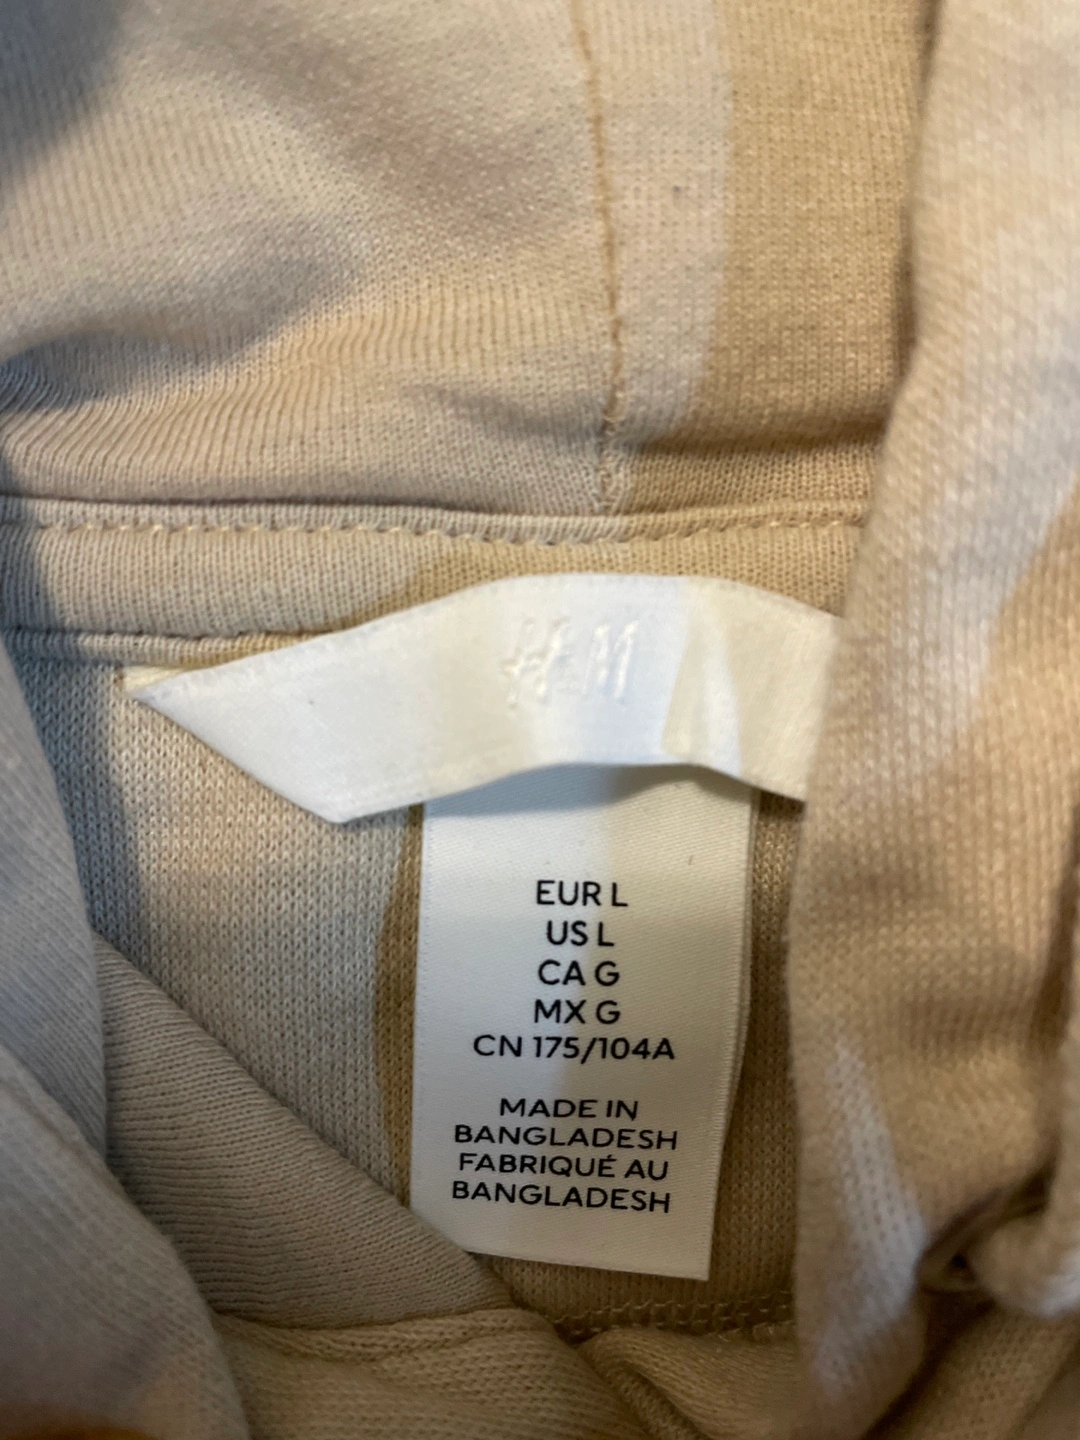 H&M
EUR L
US L
CA G
MX G
CN 175/104A
MADE IN
BANGLADESH
FABRIQUÉ AU
BANGLADESH